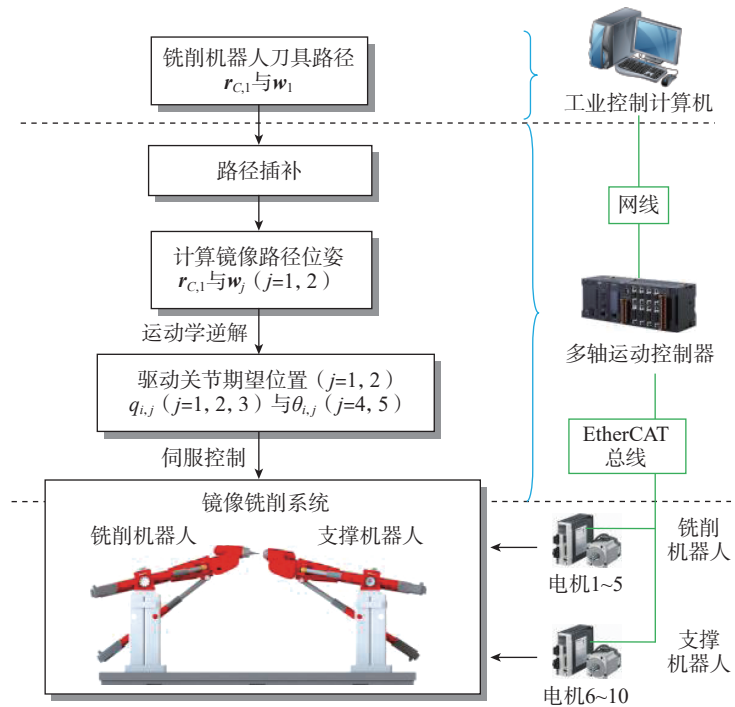 铣削机器人刀具路径
r_{C,1}与w_1
工业控制计算机
路径插补
网线
计算镜像路径位姿
r_{C,1}与w_j（j=1, 2）
运动学逆解
多轴运动控制器
驱动关节期望位置（j=1, 2）
q_{i,j}（j=1, 2, 3）与θ_{i,j}（j=4, 5）
EtherCAT
总线
伺服控制
镜像铣削系统
铣削机器人
支撑机器人
铣削
机器人
电机1~5
支撑
机器人
电机6~10